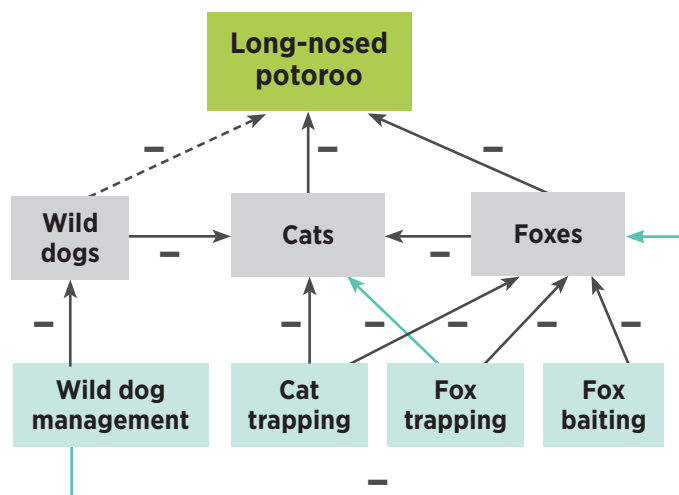 Long-nosed
potoroo
–
–
–
Wild
dogs
–
Cats
–
Foxes
–
–
–
–
–
–
Wild dog
management
Cat
trapping
Fox
trapping
Fox
baiting
–